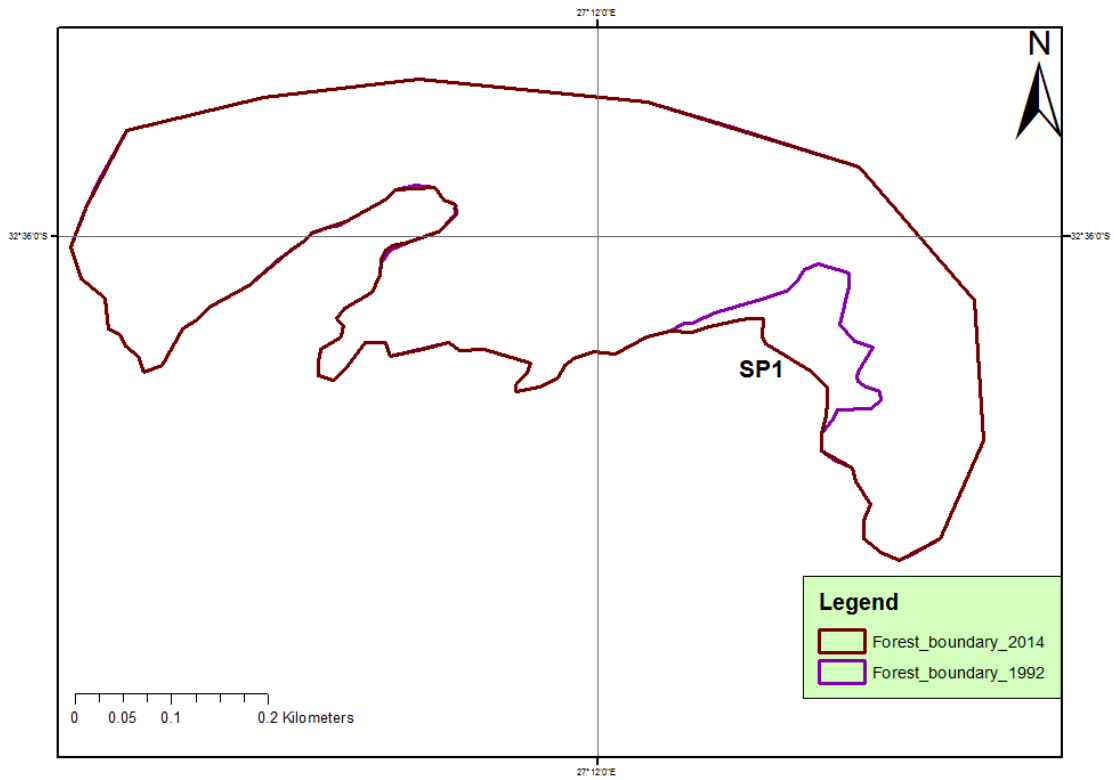 27°12'0"E
N
32°36'0"S
32°36'0"S
SP1
Legend
Forest_boundary_2014
Forest_boundary_1992
0 0.05 0.1 0.2 Kilometers
27°12'0"E